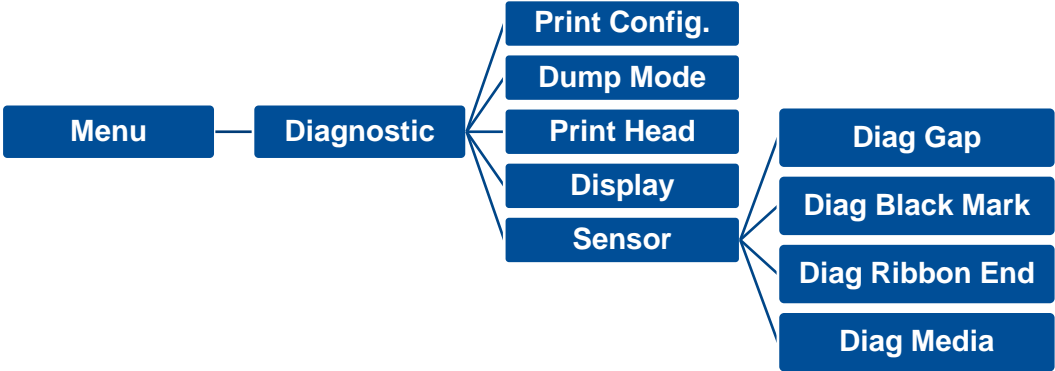 Menu
Diagnostic
Print Config.
Dump Mode
Print Head
Display
Sensor
Diag Gap
Diag Black Mark
Diag Ribbon End
Diag Media